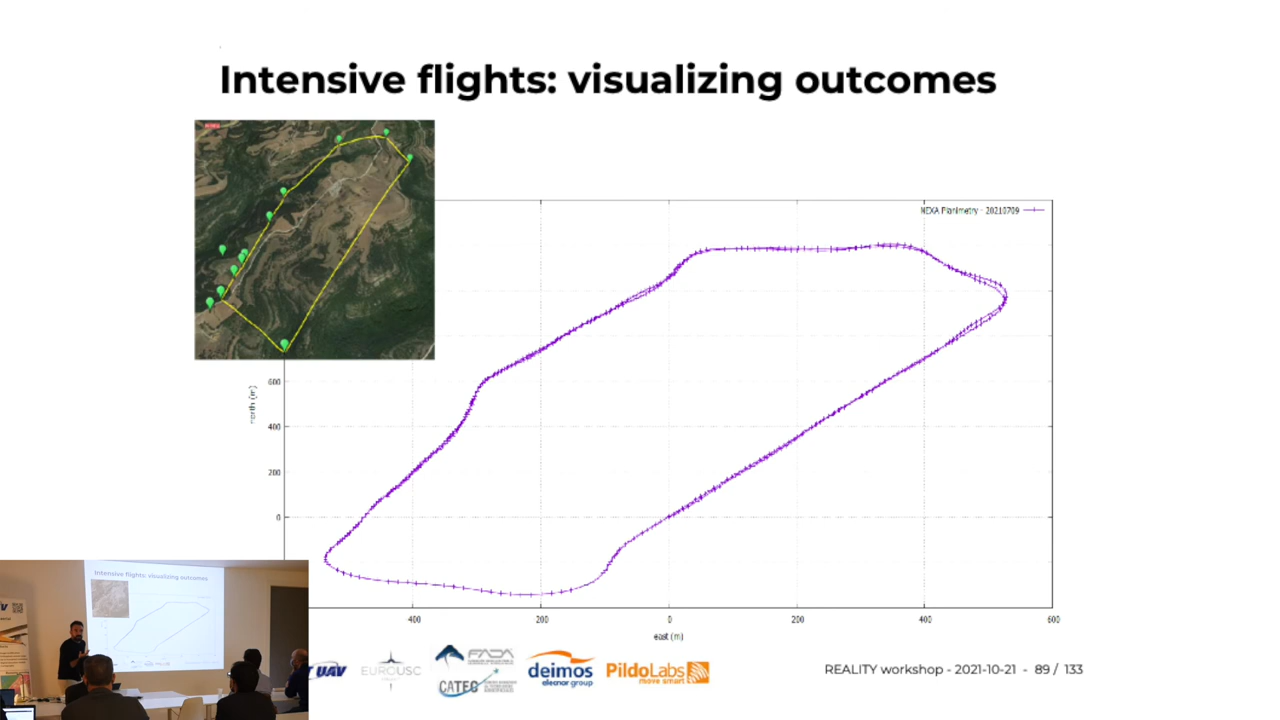 Intensive flights: visualizing outcomes
NEXA Planimetry - 20210709
north (m)
600
400
200
0
400
200
0
200
400
600
east (m)
UAV
EUROUSC
FADA
CATEC
deimos
elecnor group
PildoLabs
move smart
REALITY workshop - 2021-10-21 - 89 / 133
Intensive flights: visualizing outcomes